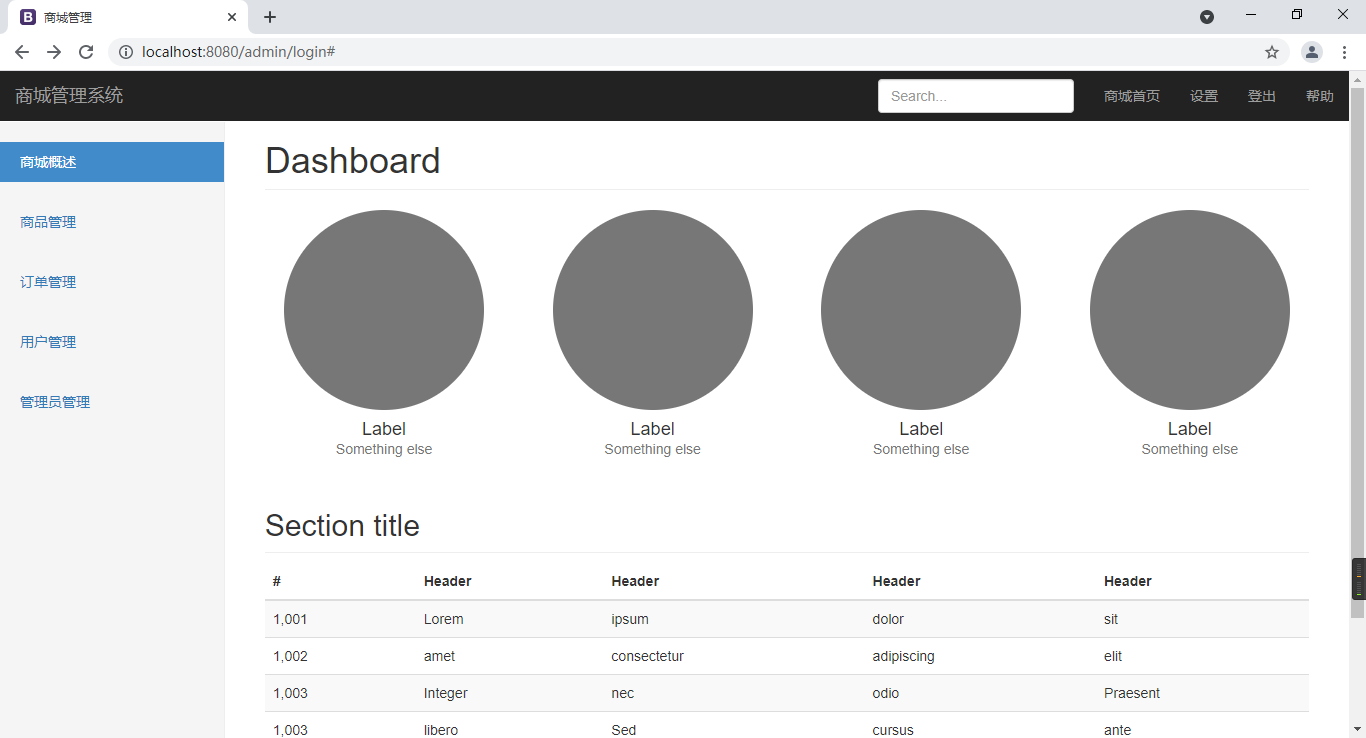 商城管理
localhost:8080/admin/login#
商城管理系统 Search... 商城首页 设置 登出 帮助
商城概述
商品管理
订单管理
用户管理
管理员管理
Dashboard
Label Label Label Label
Something else Something else Something else Something else
Section title
# Header Header Header Header
1,001 Lorem ipsum dolor sit
1,002 amet consectetur adipiscing elit
1,003 Integer nec odio Praesent
1,003 libero Sed cursus ante